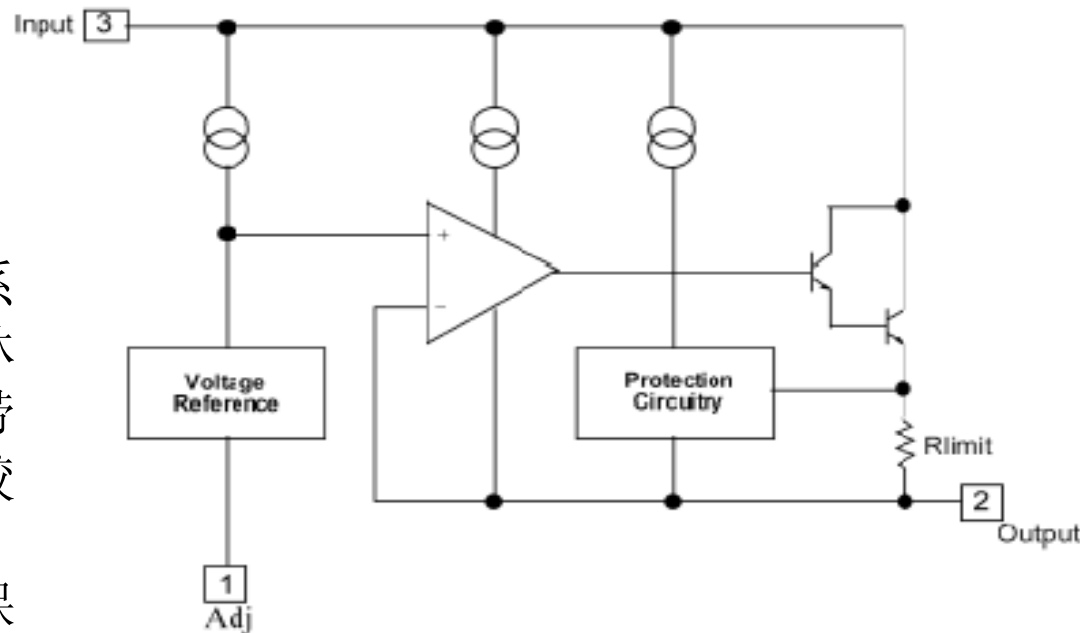 Input 3
+
−
Voltage
Reference
Protection
Circuitry
Rlimit
2
Output
1
Adj